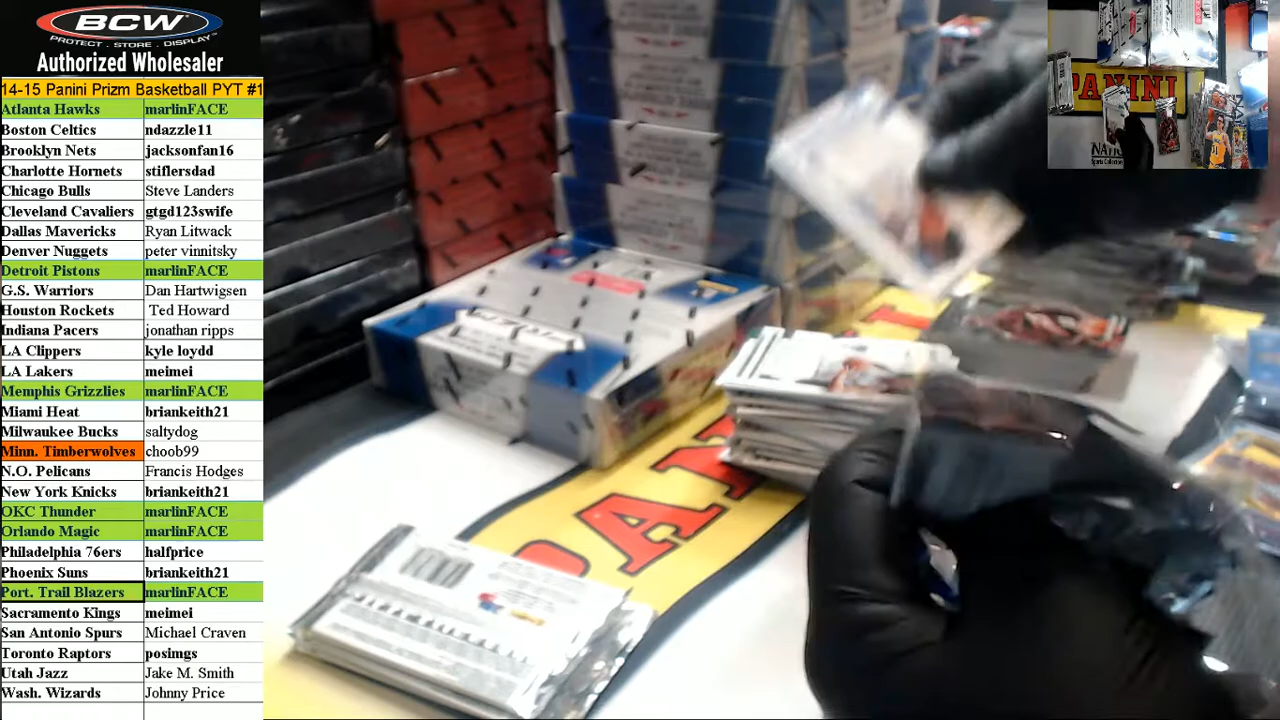 BCW
PROTECT . STORE . DISPLAY
Authorized Wholesaler
14-15 Panini Prizm Basketball PYT #1
Atlanta Hawks marlinFACE
Boston Celtics ndazzle11
Brooklyn Nets jacksonfan16
Charlotte Hornets stiflersdad
Chicago Bulls Steve Landers
Cleveland Cavaliers gtgd123swife
Dallas Mavericks Ryan Litwack
Denver Nuggets peter vinnitsky
Detroit Pistons marlinFACE
G.S. Warriors Dan Hartwigsen
Houston Rockets Ted Howard
Indiana Pacers jonathan ripps
LA Clippers kyle loydd
LA Lakers meimei
Memphis Grizzlies marlinFACE
Miami Heat briankeith21
Milwaukee Bucks saltydog
Minn. Timberwolves choob99
N.O. Pelicans Francis Hodges
New York Knicks briankeith21
OKC Thunder marlinFACE
Orlando Magic marlinFACE
Philadelphia 76ers halfprice
Phoenix Suns briankeith21
Port. Trail Blazers marlinFACE
Sacramento Kings meimei
San Antonio Spurs Michael Craven
Toronto Raptors posimgs
Utah Jazz Jake M. Smith
Wash. Wizards Johnny Price
PANINI
PAN